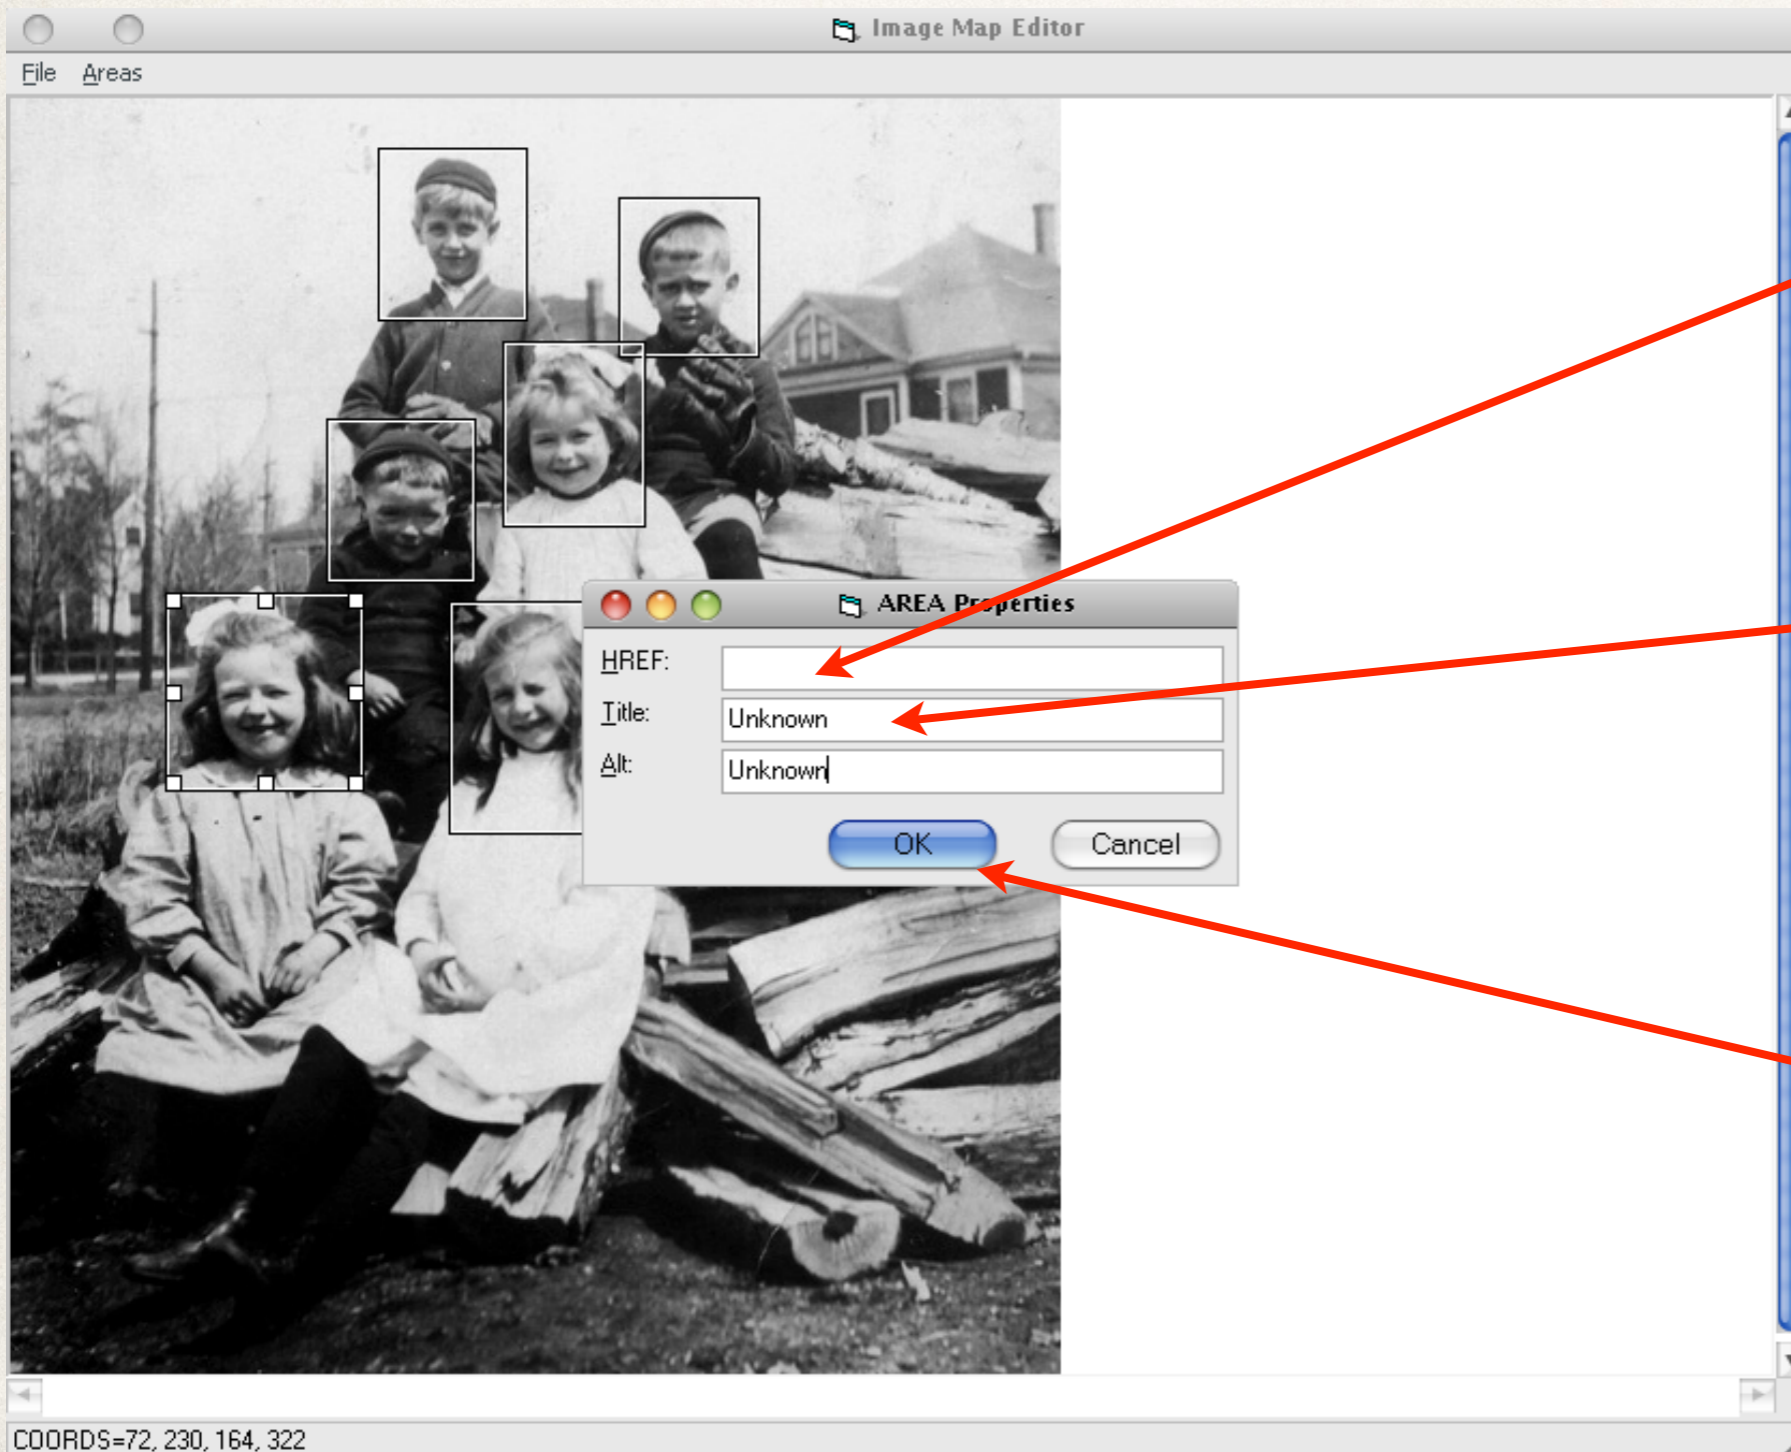 Image Map Editor
File Areas
AREA Properties
HREF:
Title: Unknown
Alt: Unknown
OK Cancel
COORDS=72, 230, 164, 322